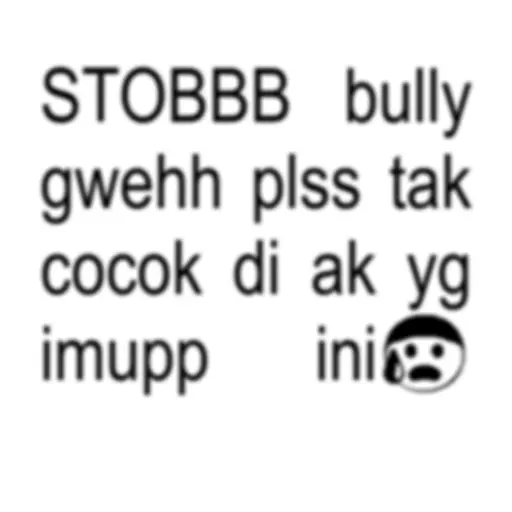 STOBBB bully
gwehh plss tak
cocok di ak yg
imupp ini😰